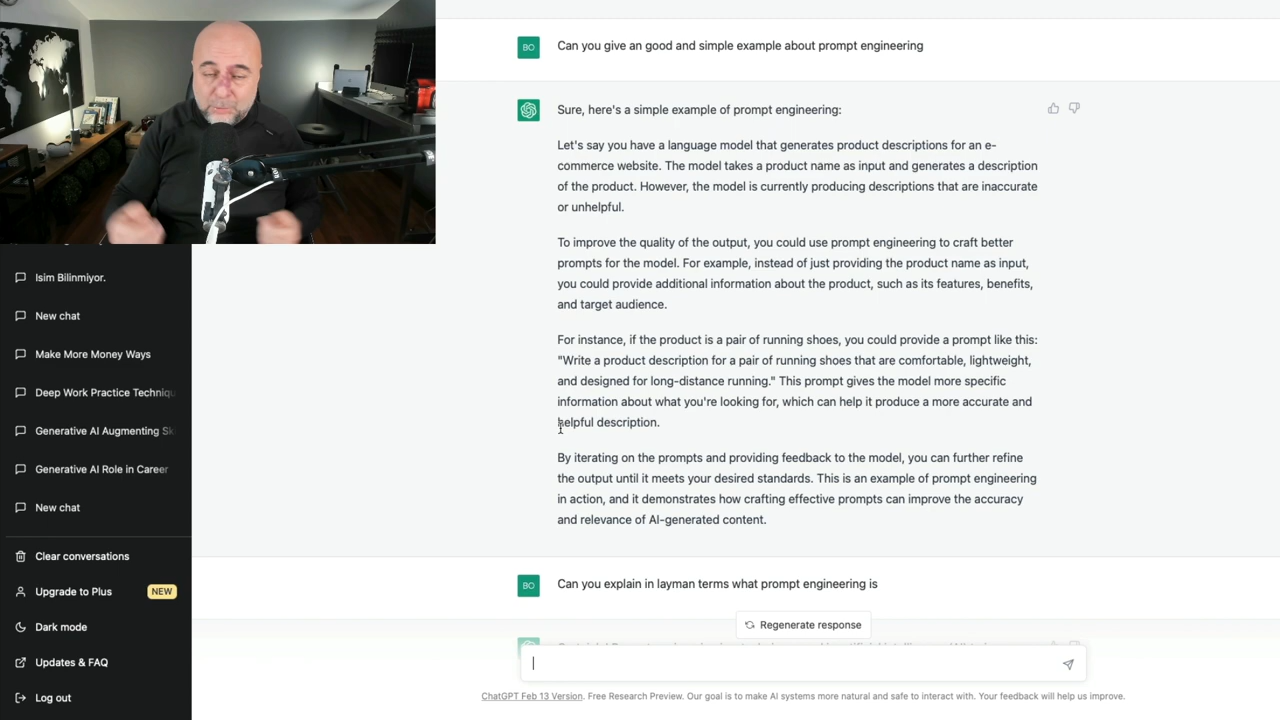 BO
Can you give an good and simple example about prompt engineering
Sure, here's a simple example of prompt engineering:
Let's say you have a language model that generates product descriptions for an e-
commerce website. The model takes a product name as input and generates a description
of the product. However, the model is currently producing descriptions that are inaccurate
or unhelpful.
To improve the quality of the output, you could use prompt engineering to craft better
prompts for the model. For example, instead of just providing the product name as input,
you could provide additional information about the product, such as its features, benefits,
and target audience.
For instance, if the product is a pair of running shoes, you could provide a prompt like this:
"Write a product description for a pair of running shoes that are comfortable, lightweight,
and designed for long-distance running." This prompt gives the model more specific
information about what you're looking for, which can help it produce a more accurate and
helpful description.
By iterating on the prompts and providing feedback to the model, you can further refine
the output until it meets your desired standards. This is an example of prompt engineering
in action, and it demonstrates how crafting effective prompts can improve the accuracy
and relevance of AI-generated content.
BO
Can you explain in layman terms what prompt engineering is
Regenerate response
ChatGPT Feb 13 Version. Free Research Preview. Our goal is to make AI systems more natural and safe to interact with. Your feedback will help us improve.
Isim Bilinmiyor.
New chat
Make More Money Ways
Deep Work Practice Techniqu
Generative AI Augmenting Sk
Generative AI Role in Career
New chat
Clear conversations
Upgrade to Plus
NEW
Dark mode
Updates & FAQ
Log out